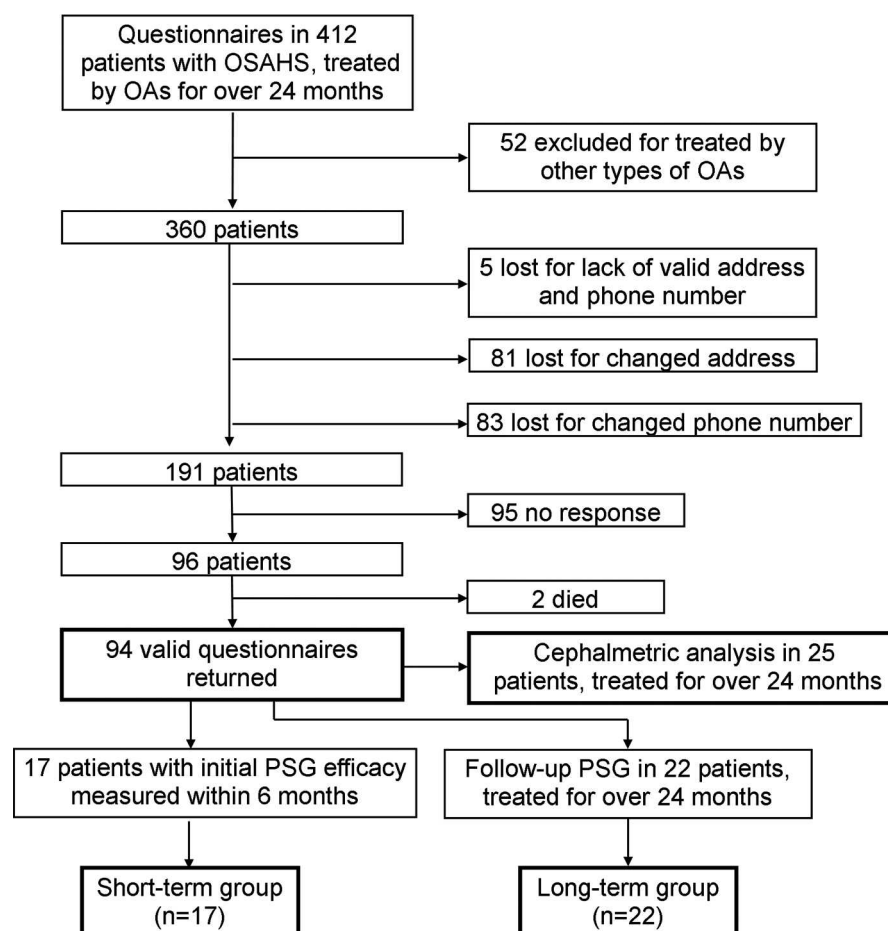 Questionnaires in 412
patients with OSAHS, treated
by OAs for over 24 months
52 excluded for treated by
other types of OAs
360 patients
5 lost for lack of valid address
and phone number
81 lost for changed address
83 lost for changed phone number
191 patients
95 no response
96 patients
2 died
94 valid questionnaires
returned
Cephalmetric analysis in 25
patients, treated for over 24 months
17 patients with initial PSG efficacy
measured within 6 months
Follow-up PSG in 22 patients,
treated for over 24 months
Short-term group
(n=17)
Long-term group
(n=22)